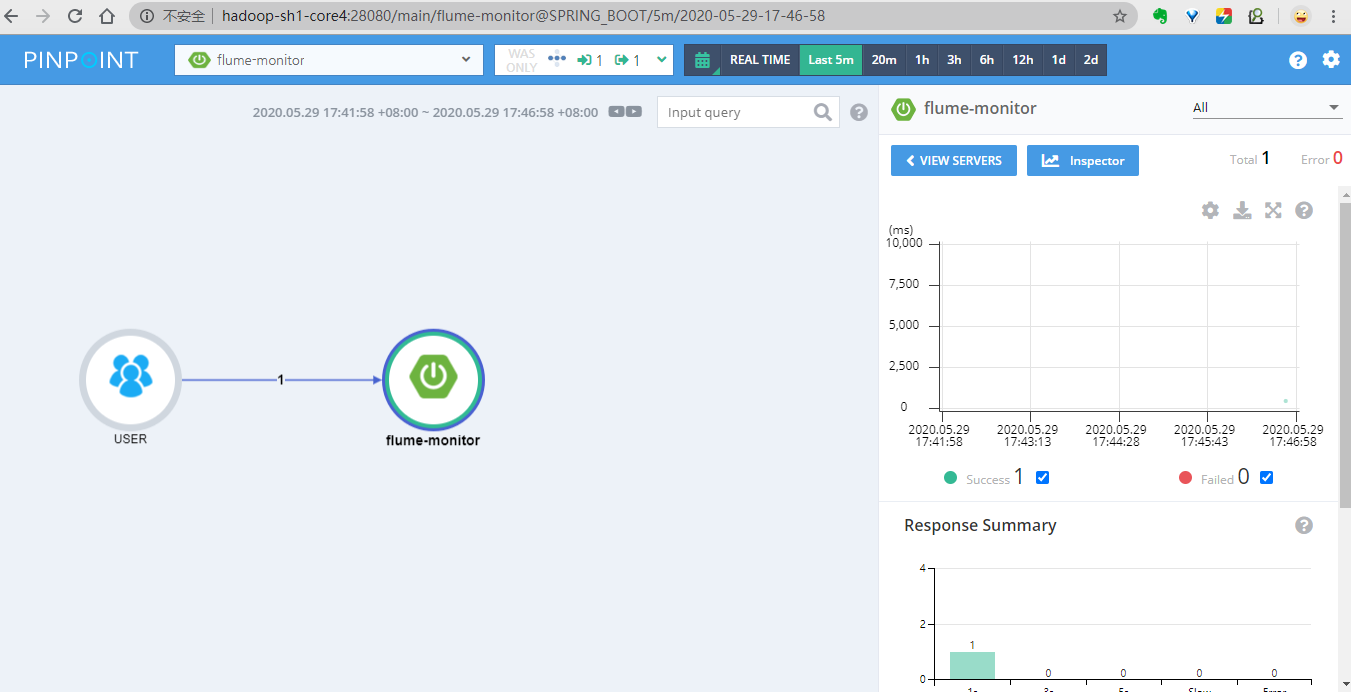 不安全 hadoop-sh1-core4:28080/main/flume-monitor@SPRING_BOOT/5m/2020-05-29-17-46-58
PINPOINT
flume-monitor
WAS ONLY
1
1
REAL TIME
Last 5m
20m
1h
3h
6h
12h
1d
2d
2020.05.29 17:41:58 +08:00 ~ 2020.05.29 17:46:58 +08:00
Input query
USER
1
flume-monitor
flume-monitor
All
VIEW SERVERS
Inspector
Total 1
Error 0
(ms)
10,000
7,500
5,000
2,500
0
2020.05.29 17:41:58
2020.05.29 17:43:13
2020.05.29 17:44:28
2020.05.29 17:45:43
2020.05.29 17:46:58
Success 1
Failed 0
Response Summary
4
2
0
1
0
0
0
0
1s
3s
5s
Slow
Error